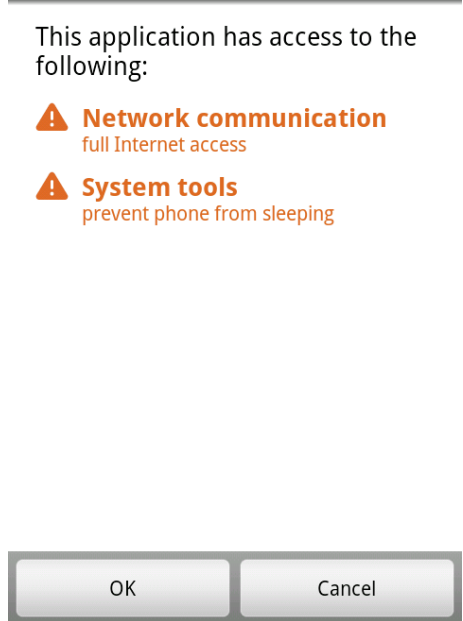 This application has access to the
following:
Network communication
full Internet access
System tools
prevent phone from sleeping
OK
Cancel